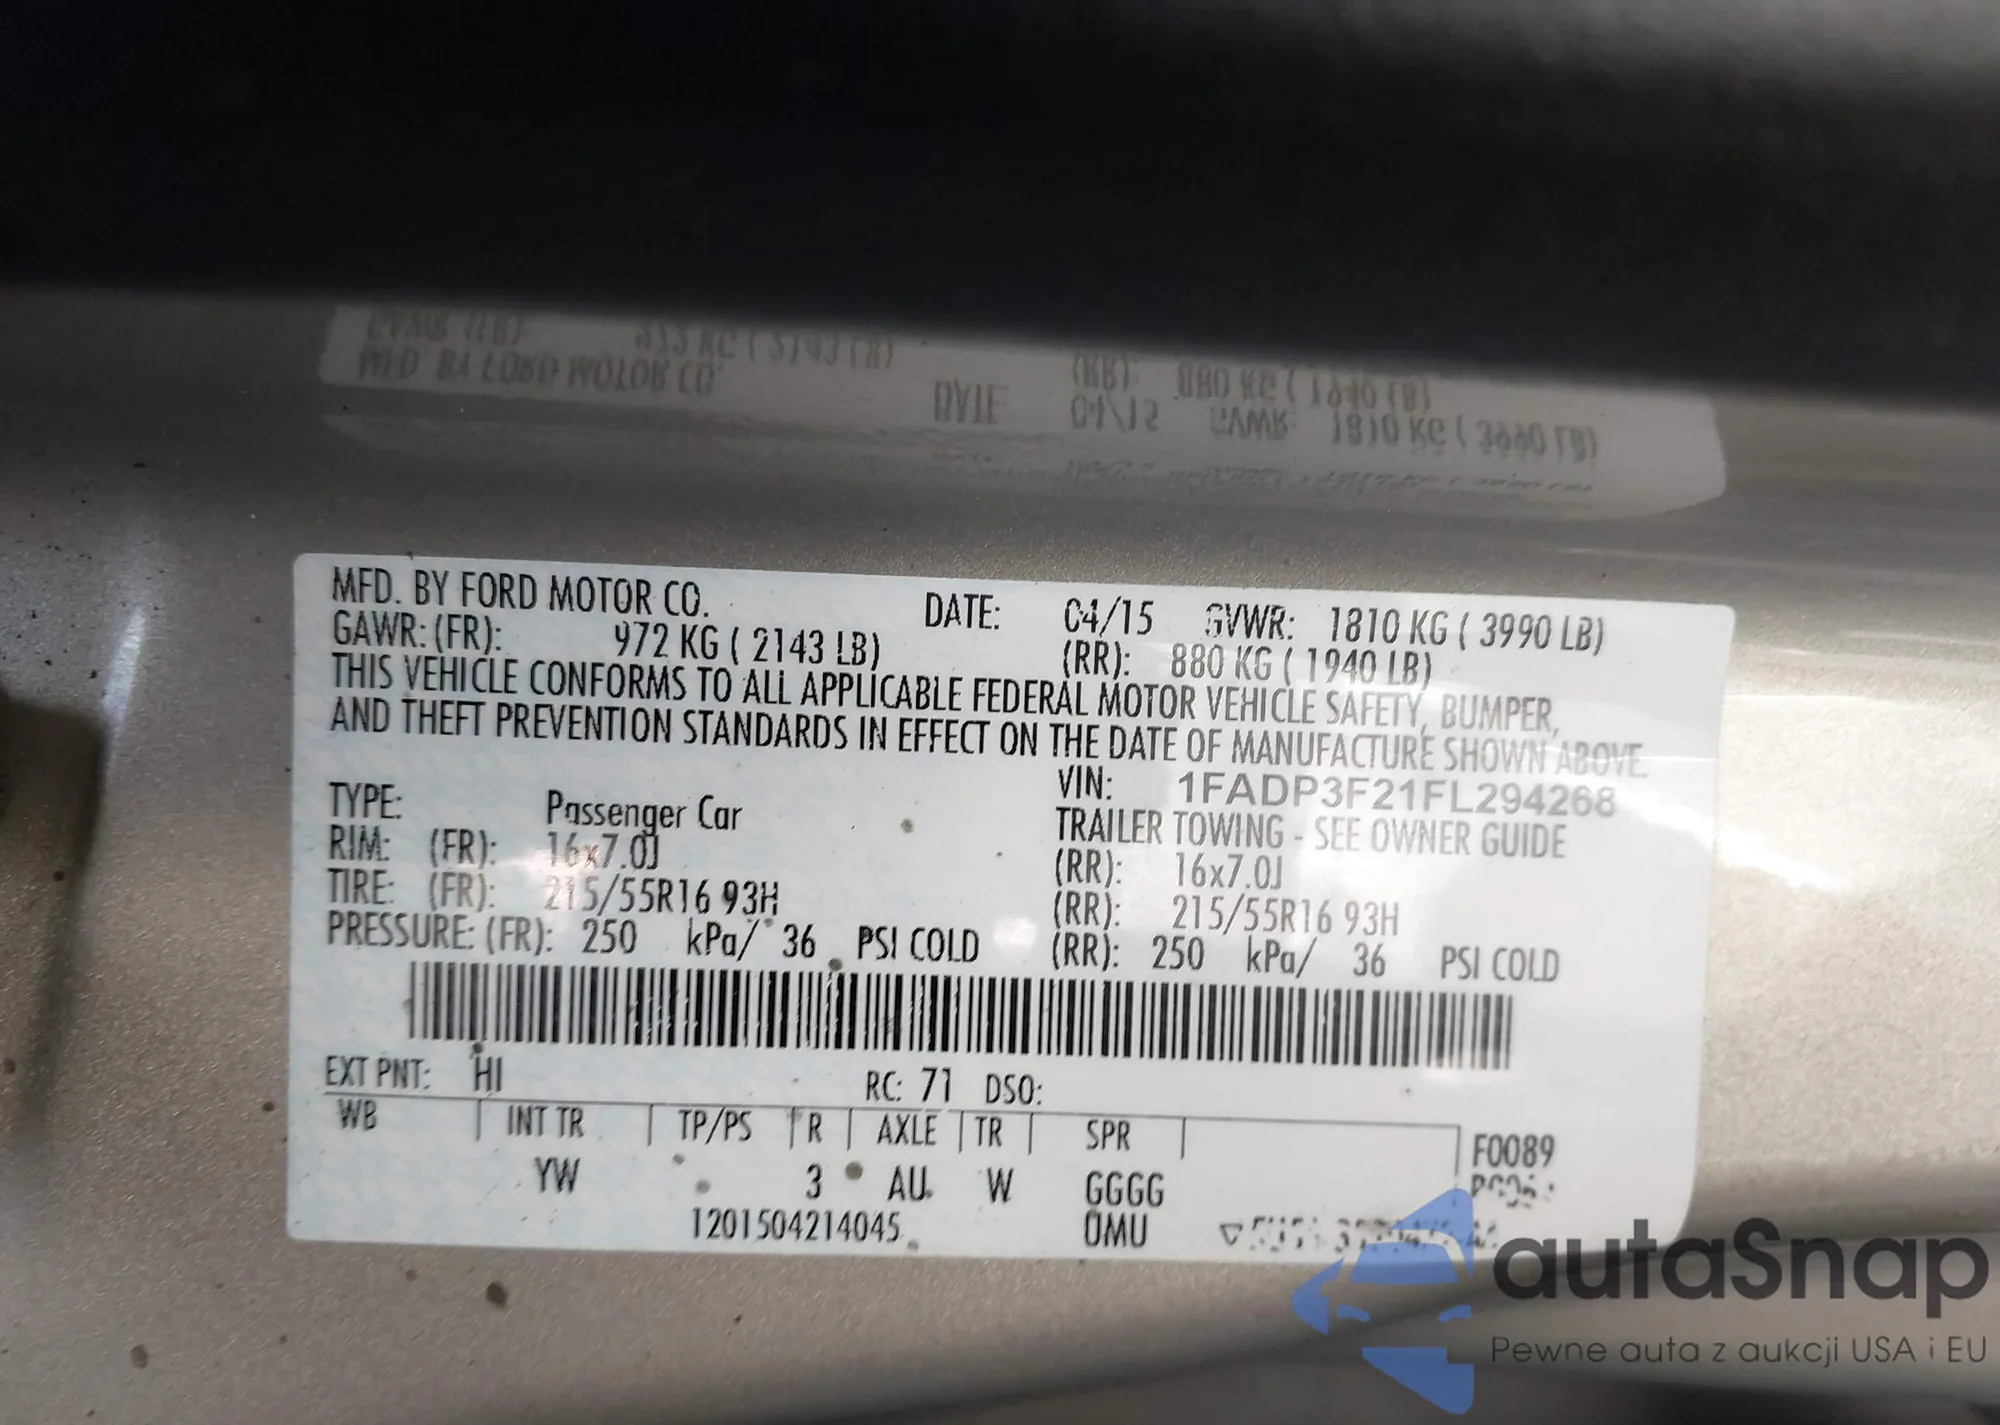 MFD. BY FORD MOTOR CO. DATE: 04/15 GVWR: 1810 KG ( 3990 LB)
GAWR: (FR): 972 KG ( 2143 LB) (RR): 880 KG ( 1940 LB)
THIS VEHICLE CONFORMS TO ALL APPLICABLE FEDERAL MOTOR VEHICLE SAFETY, BUMPER,
AND THEFT PREVENTION STANDARDS IN EFFECT ON THE DATE OF MANUFACTURE SHOWN ABOVE.
VIN: 1FADP3F21FL294268
TYPE: Passenger Car TRAILER TOWING - SEE OWNER GUIDE
RIM: (FR): 16x7.0J (RR): 16x7.0J
TIRE: (FR): 215/55R16 93H (RR): 215/55R16 93H
PRESSURE: (FR): 250 kPa/ 36 PSI COLD (RR): 250 kPa/ 36 PSI COLD
EXT PNT: HI RC: 71 DSO:
WB INT TR TP/PS R AXLE TR SPR F0089
YW 3 AU W GGGG
1201504214045 OMU
autoSnap
Pewne auta z aukcji USA i EU